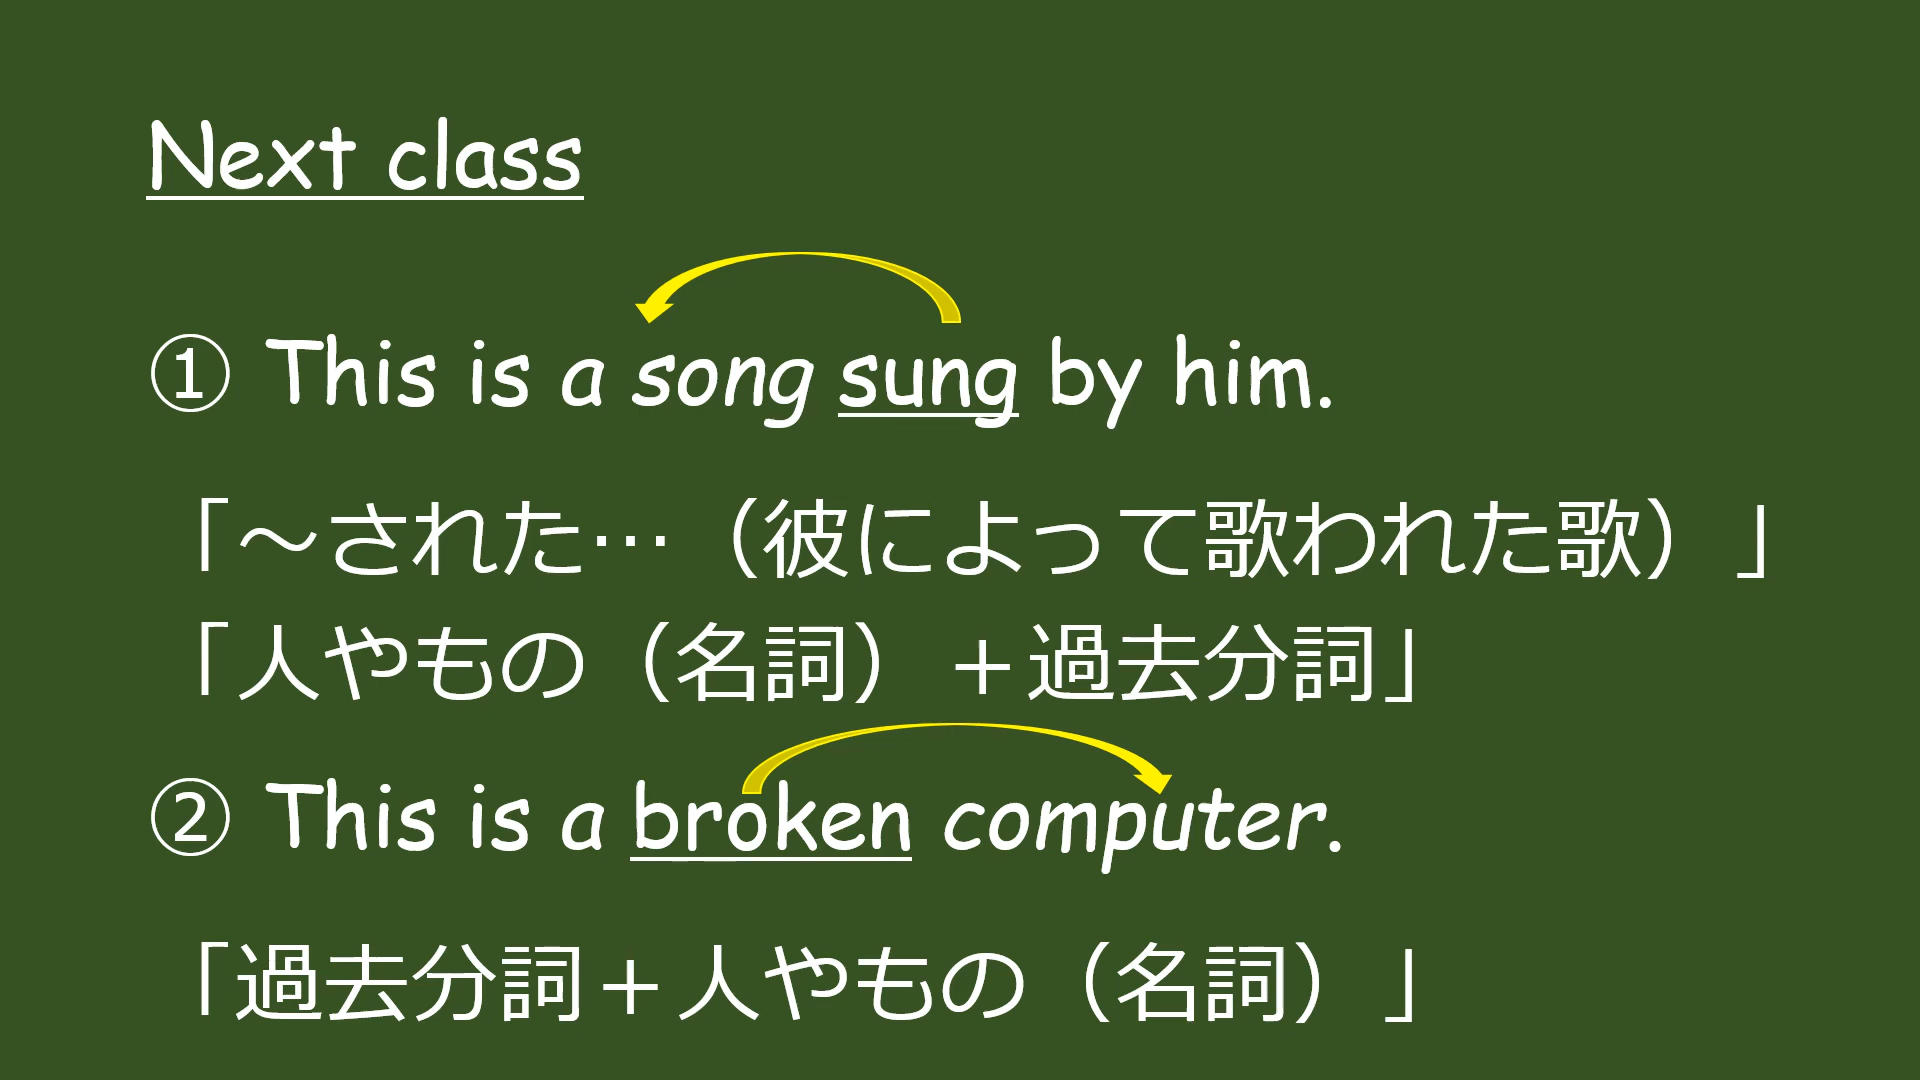 Next class
① This is a song sung by him.
「～された…（彼によって歌われた歌）」
「人やもの（名詞）＋過去分詞」
② This is a broken computer.
「過去分詞＋人やもの（名詞）」